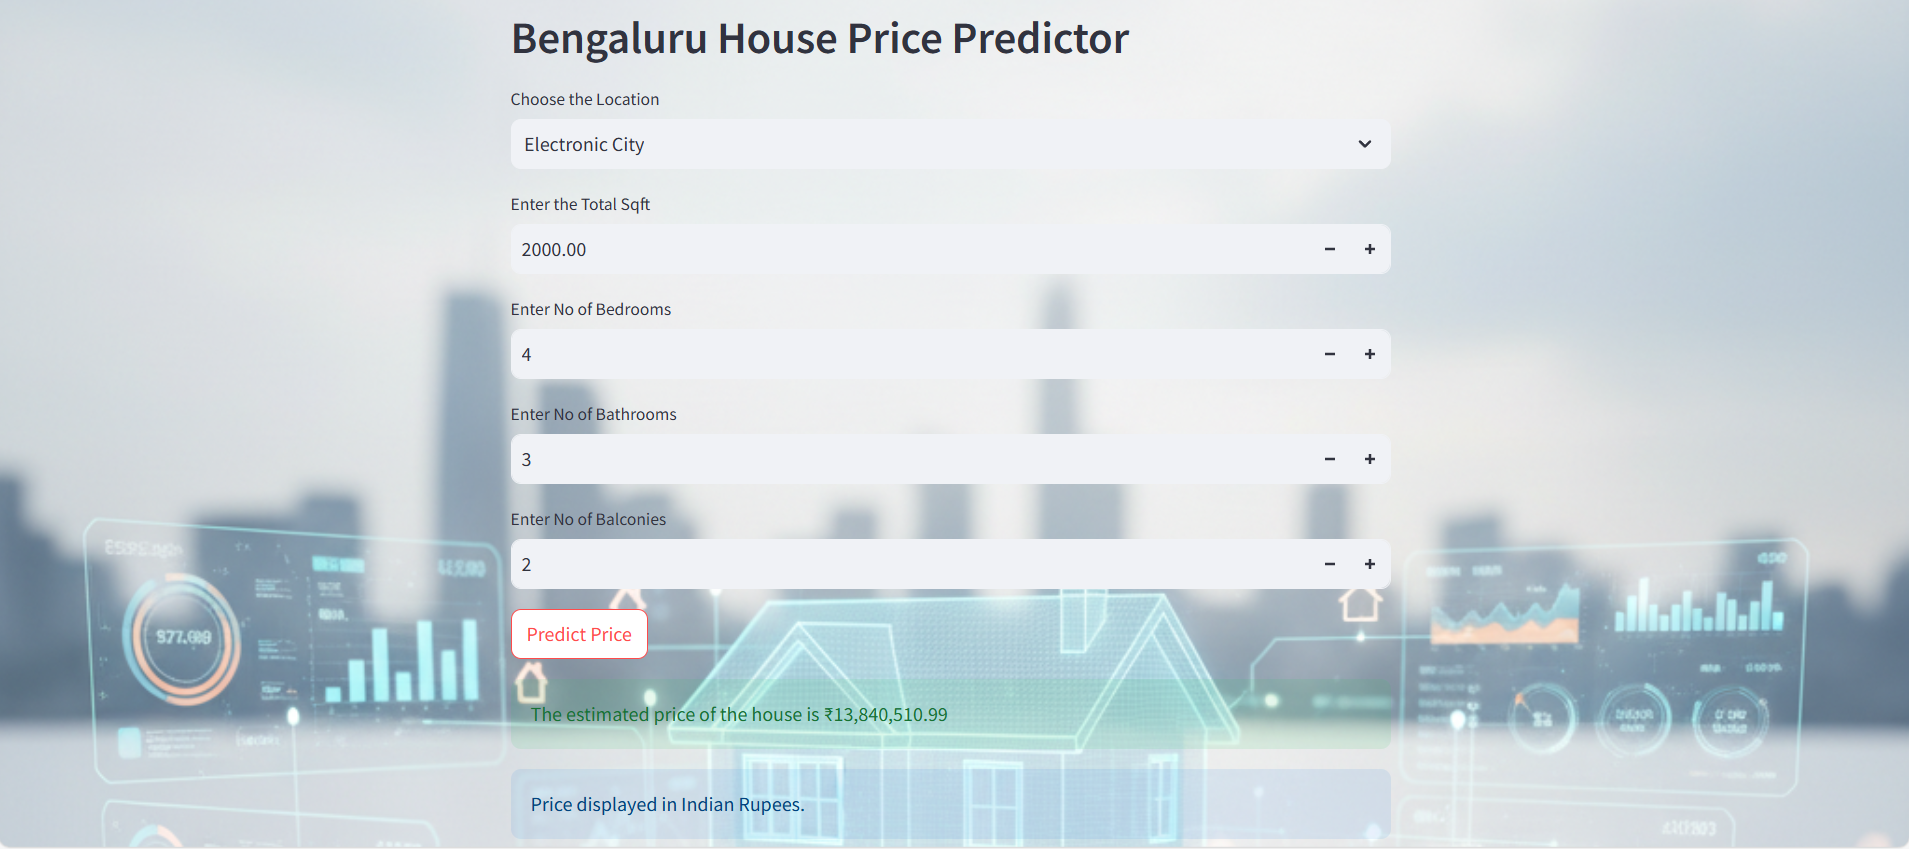 Bengaluru House Price Predictor
Choose the Location
Electronic City
Enter the Total Sqft
2000.00
Enter No of Bedrooms
4
Enter No of Bathrooms
3
Enter No of Balconies
2
Predict Price
The estimated price of the house is ₹13,840,510.99
Price displayed in Indian Rupees.